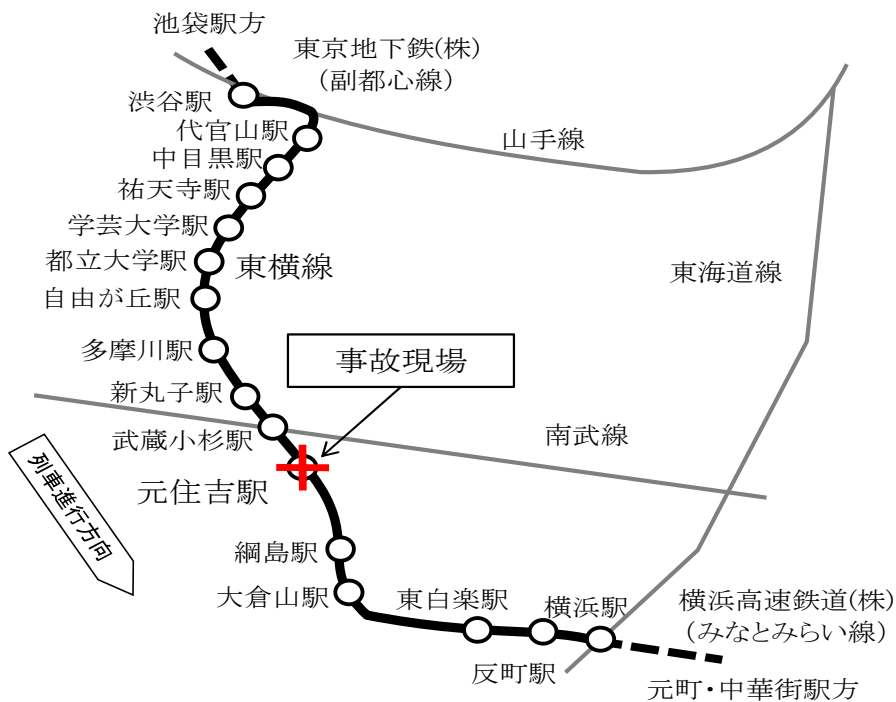 池袋駅方
東京地下鉄(株)
(副都心線)
渋谷駅
代官山駅
山手線
中目黒駅
祐天寺駅
学芸大学駅
都立大学駅
東横線
東海道線
自由が丘駅
多摩川駅
事故現場
新丸子駅
武蔵小杉駅
南武線
列車進行方向
元住吉駅
綱島駅
大倉山駅
東白楽駅
横浜駅
横浜高速鉄道(株)
(みなとみらい線)
反町駅
元町・中華街駅方